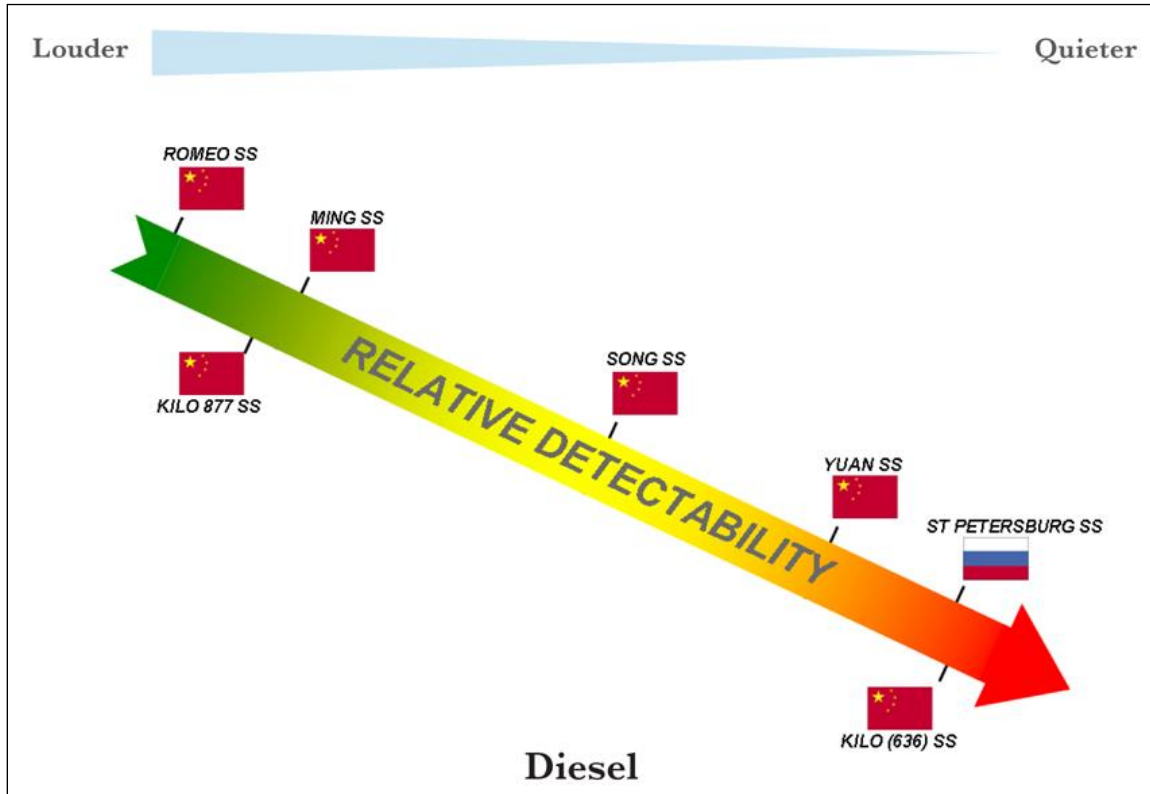 Louder
Quieter
ROMEO SS
MING SS
KILO 877 SS
SONG SS
RELATIVE DETECTABILITY
YUAN SS
ST PETERSBURG SS
KILO (636) SS
Diesel